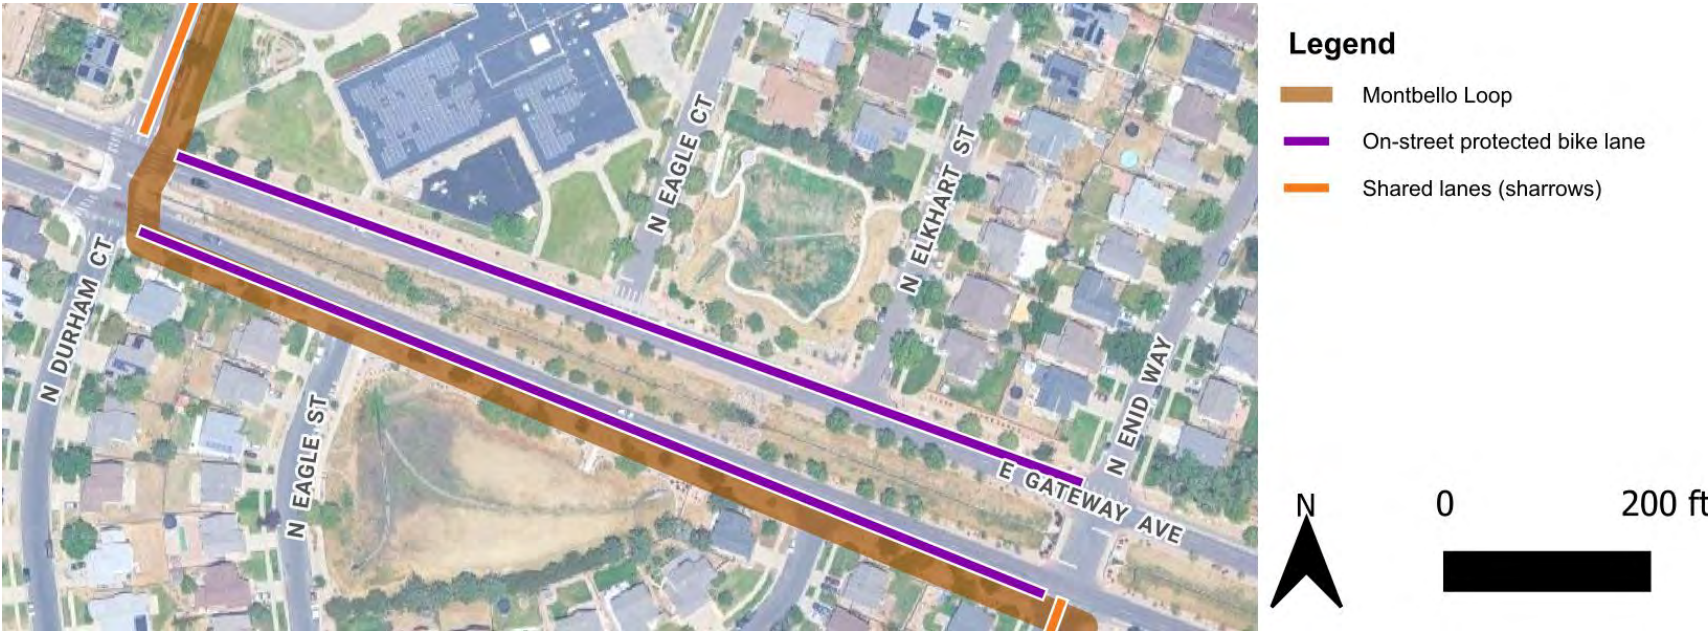 N EAGLE CT
N ELKHART ST
N DURHAM CT
N EAGLE ST
N ENID WAY
E GATEWAY AVE
Legend
Montbello Loop
On-street protected bike lane
Shared lanes (sharrows)
N
0 200 ft